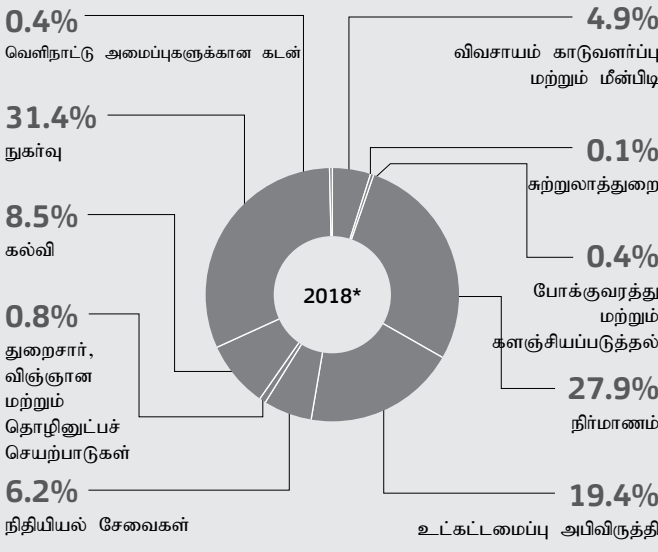 0.4%
வெளிநாட்டு அமைப்புகளுக்கான கடன்
31.4%
நுகர்வு
8.5%
கல்வி
0.8%
துறைசார்,
விஞ்ஞான
மற்றும்
தொழினுட்பச்
செயற்பாடுகள்
6.2%
நிதியியல் சேவைகள்
2018*
4.9%
விவசாயம் காடுவளர்ப்பு
மற்றும் மீன்பிடி
0.1%
சுற்றுலாத்துறை
0.4%
போக்குவரத்து
மற்றும்
களஞ்சியப்படுத்தல்
27.9%
நிர்மாணம்
19.4%
உட்கட்டமைப்பு அபிவிருத்தி